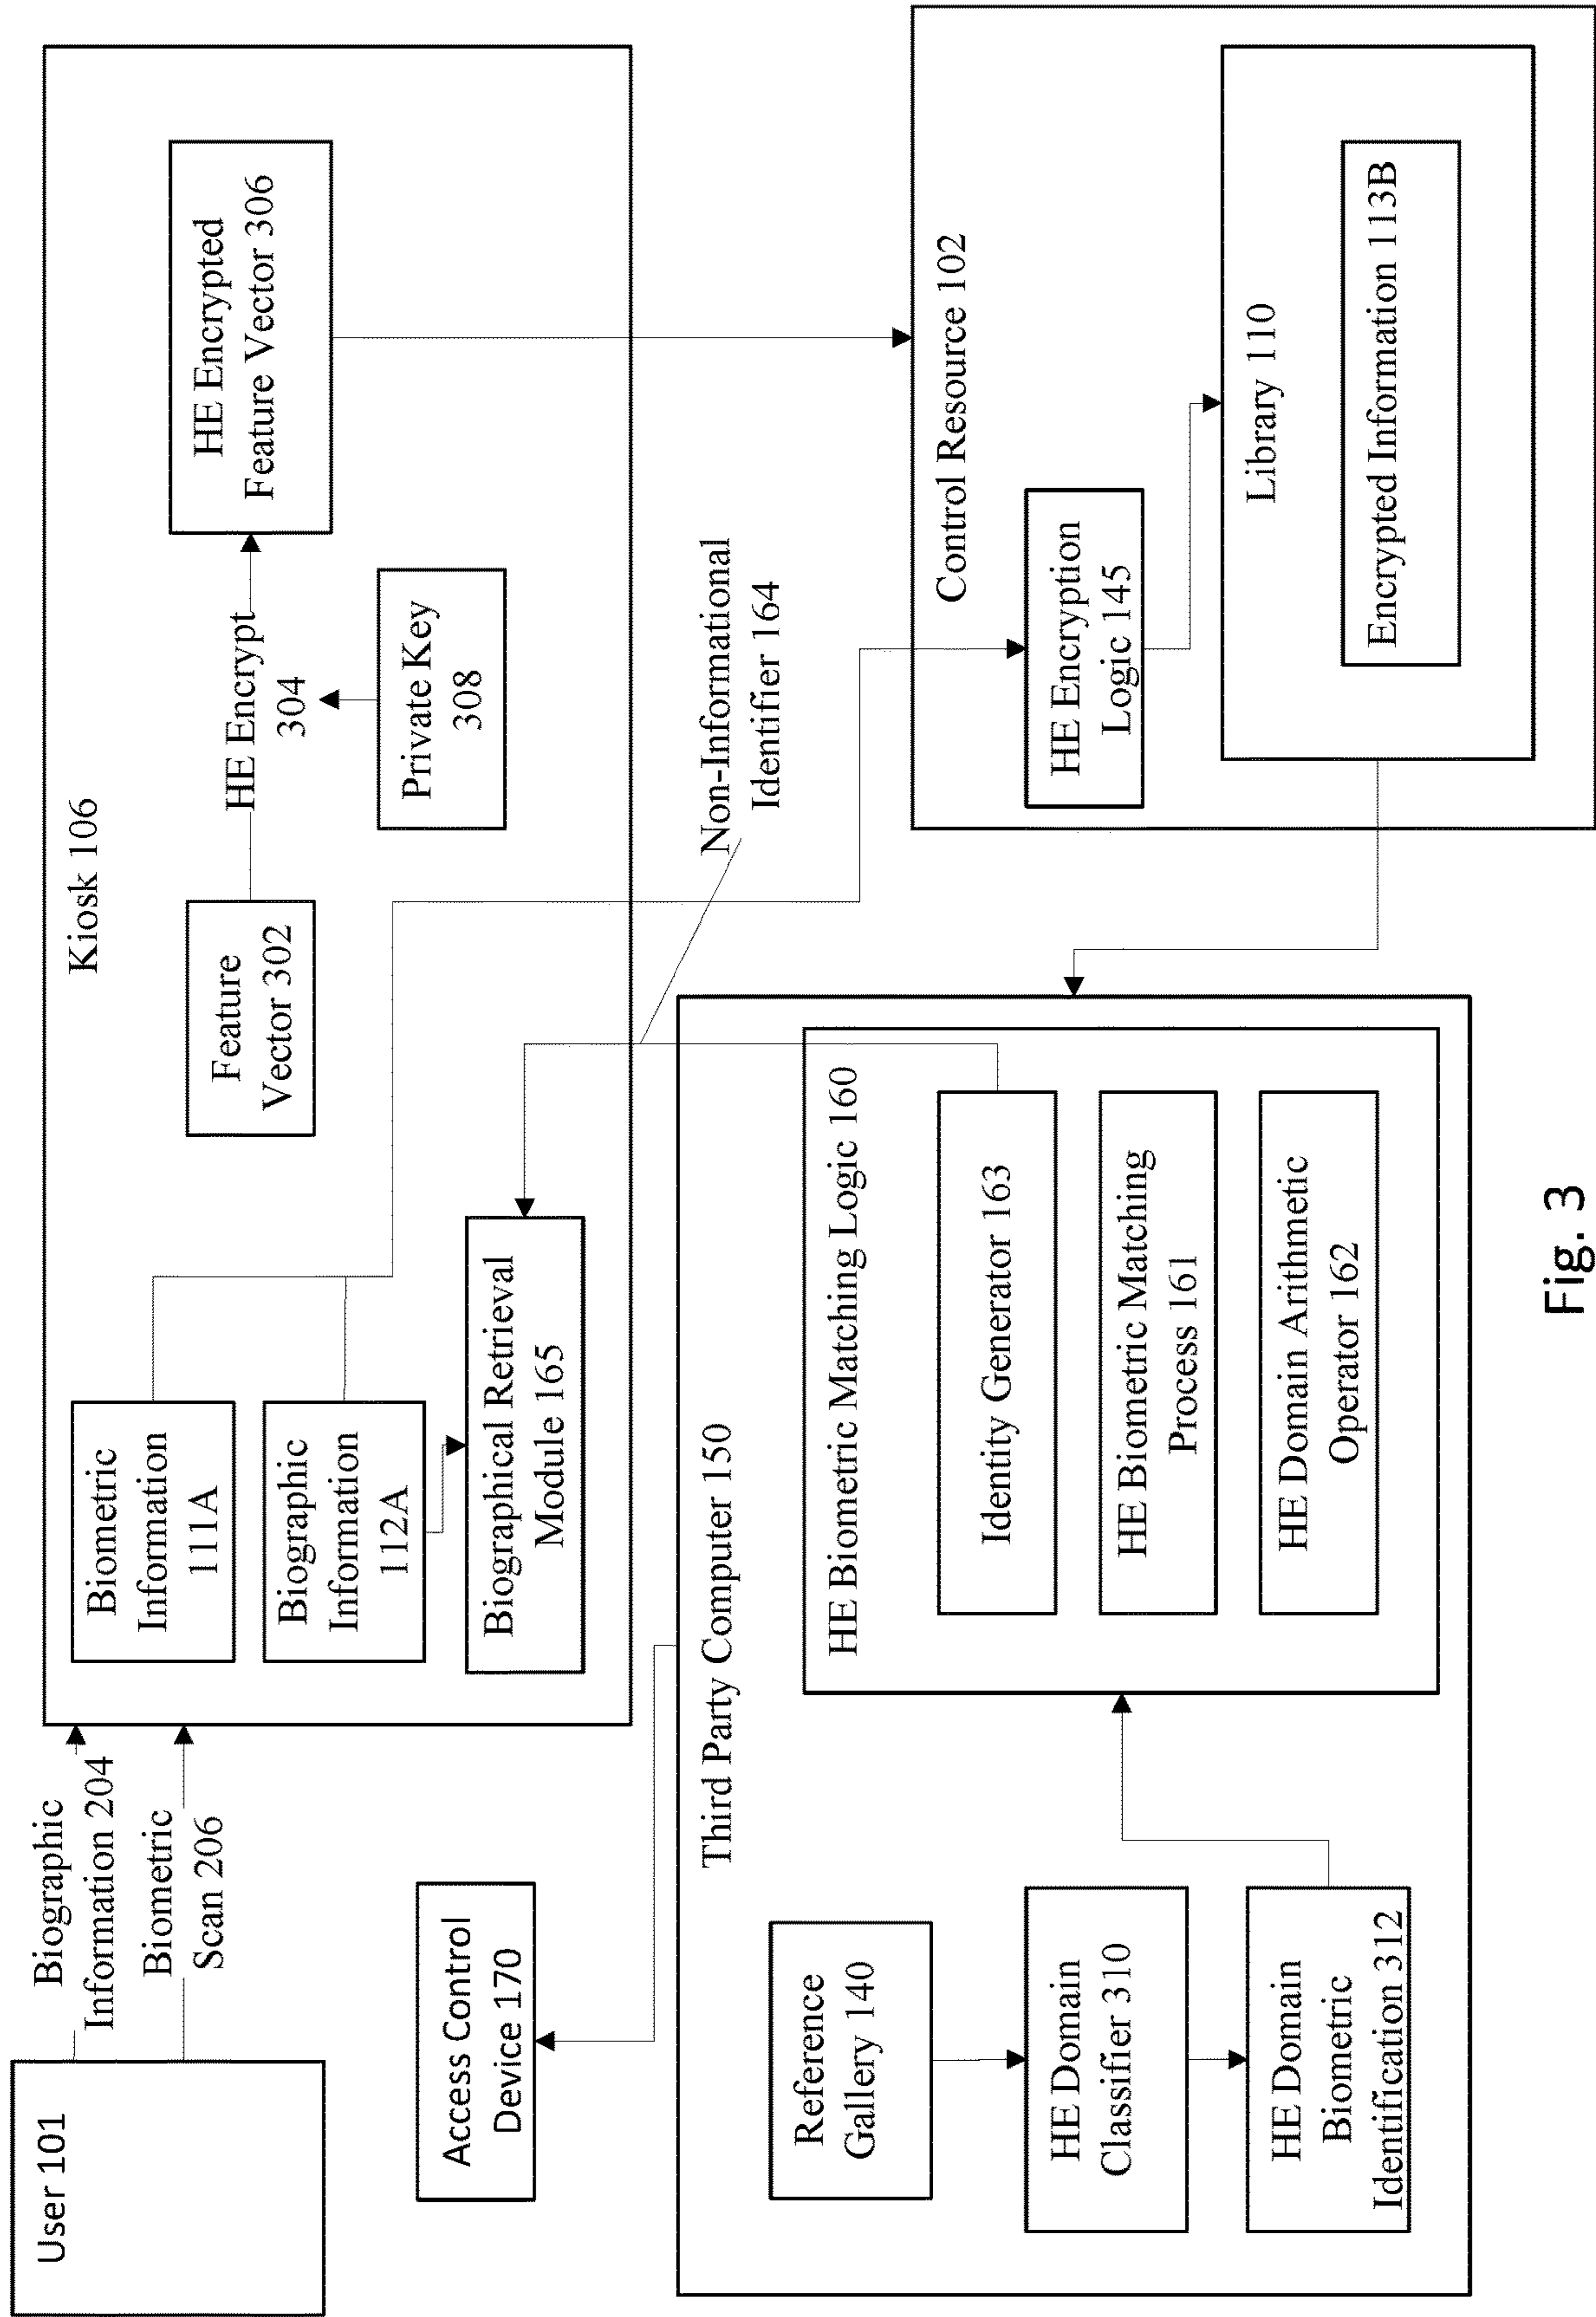 User 101
Biographic
Information 204
Biometric
Scan 206
Kiosk 106
Biometric
Information
111A
Biographic
Information
112A
Biographical Retrieval
Module 165
Feature
Vector 302
HE Encrypt
304
Private Key
308
HE Encrypted
Feature Vector 306
Access Control
Device 170
Non-Informational
Identifier 164
Third Party Computer 150
Reference
Gallery 140
HE Domain
Classifier 310
HE Domain
Biometric
Identification 312
HE Biometric Matching Logic 160
Identity Generator 163
HE Biometric Matching
Process 161
HE Domain Arithmetic
Operator 162
Control Resource 102
HE Encryption
Logic 145
Library 110
Encrypted Information 113B
Fig. 3